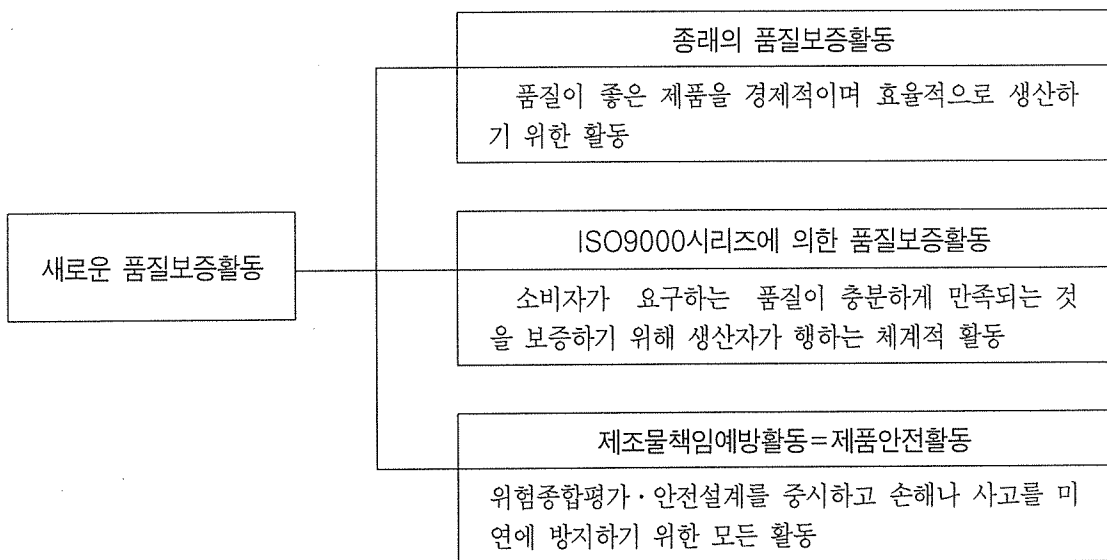 종래의 품질보증활동
품질이 좋은 제품을 경제적이며 효율적으로 생산하
기 위한 활동
새로운 품질보증활동
ISO9000시리즈에 의한 품질보증활동
소비자가 요구하는 품질이 충분하게 만족되는 것
을 보증하기 위해 생산자가 행하는 체계적 활동
제조물책임예방활동=제품안전활동
위험종합평가·안전설계를 중시하고 손해나 사고를 미
연에 방지하기 위한 모든 활동